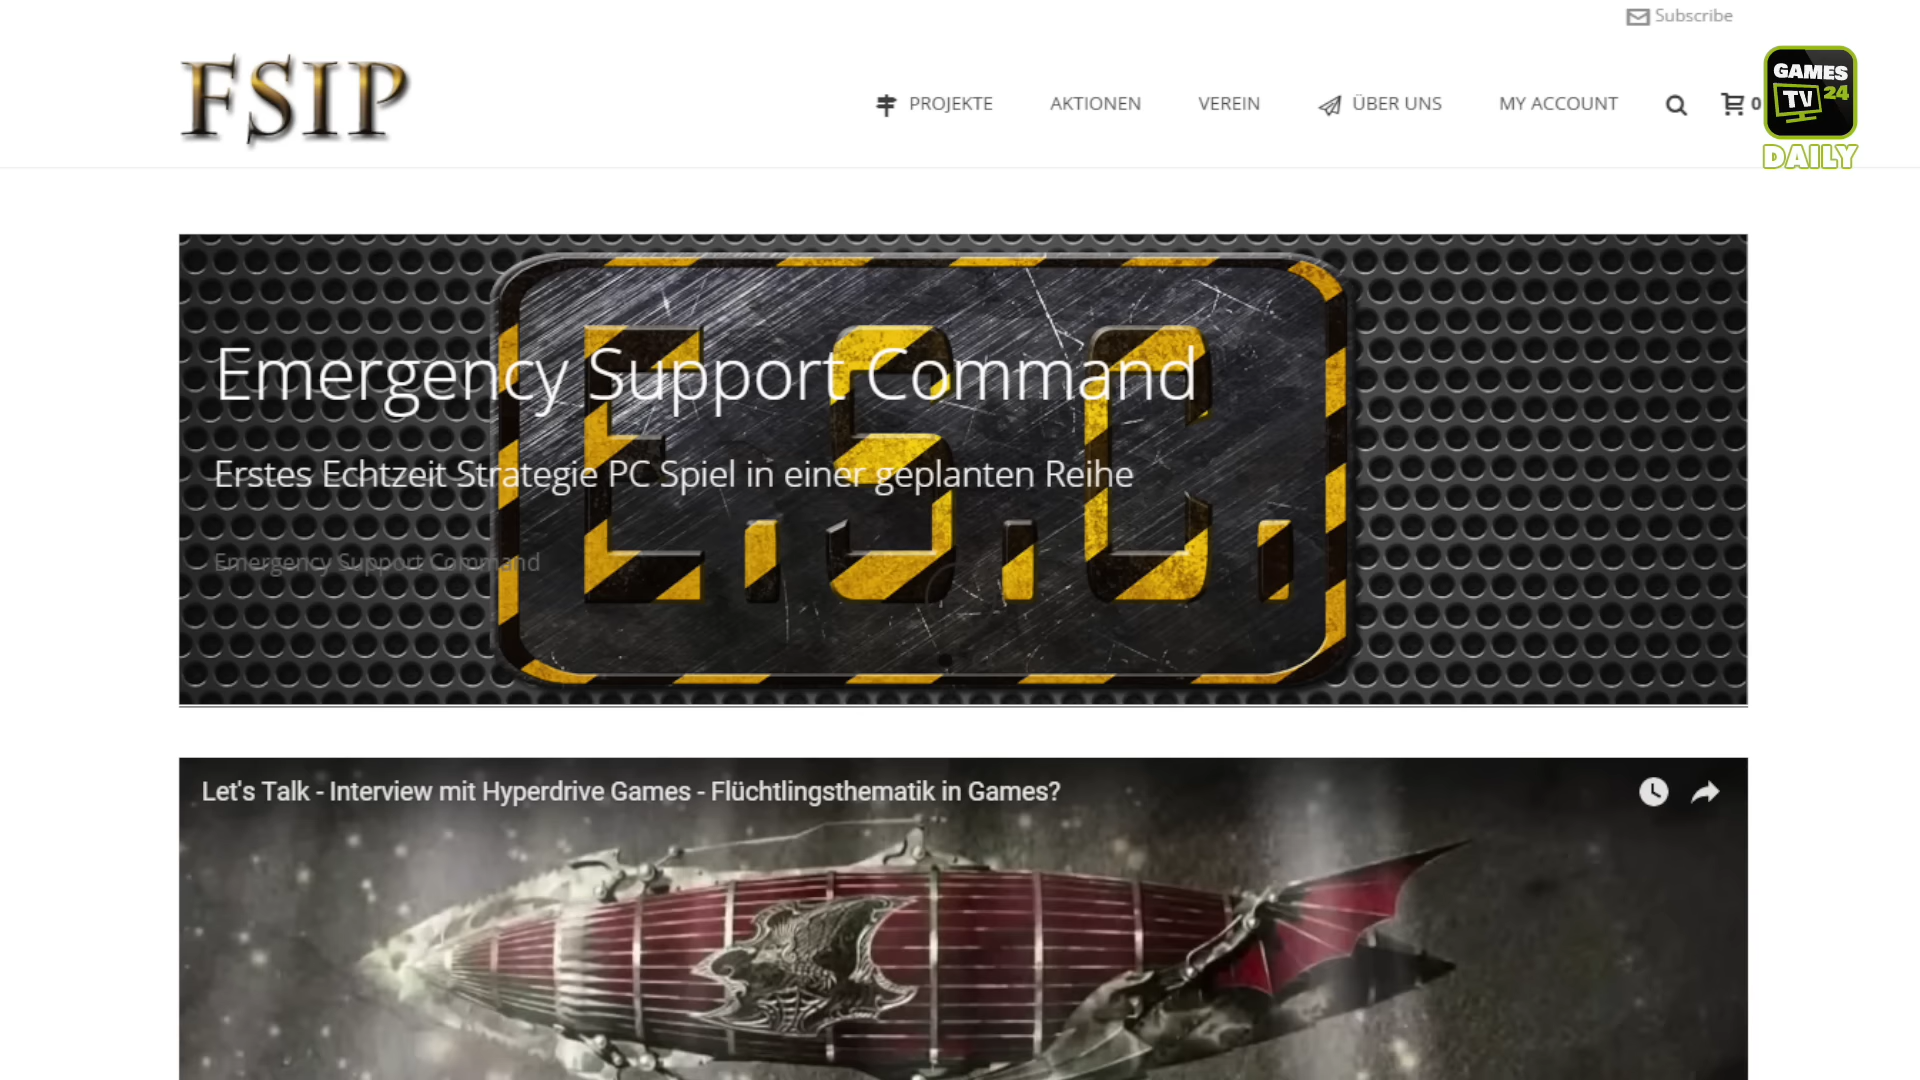 Subscribe
FSIP
PROJEKTE AKTIONEN VEREIN ÜBER UNS MY ACCOUNT 0
GAMES
TV 24
DAILY
E.S.C.
Emergency Support Command
Erstes Echtzeit Strategie PC Spiel in einer geplanten Reihe
Emergency Support Command
Let's Talk - Interview mit Hyperdrive Games - Flüchtlingsthematik in Games?